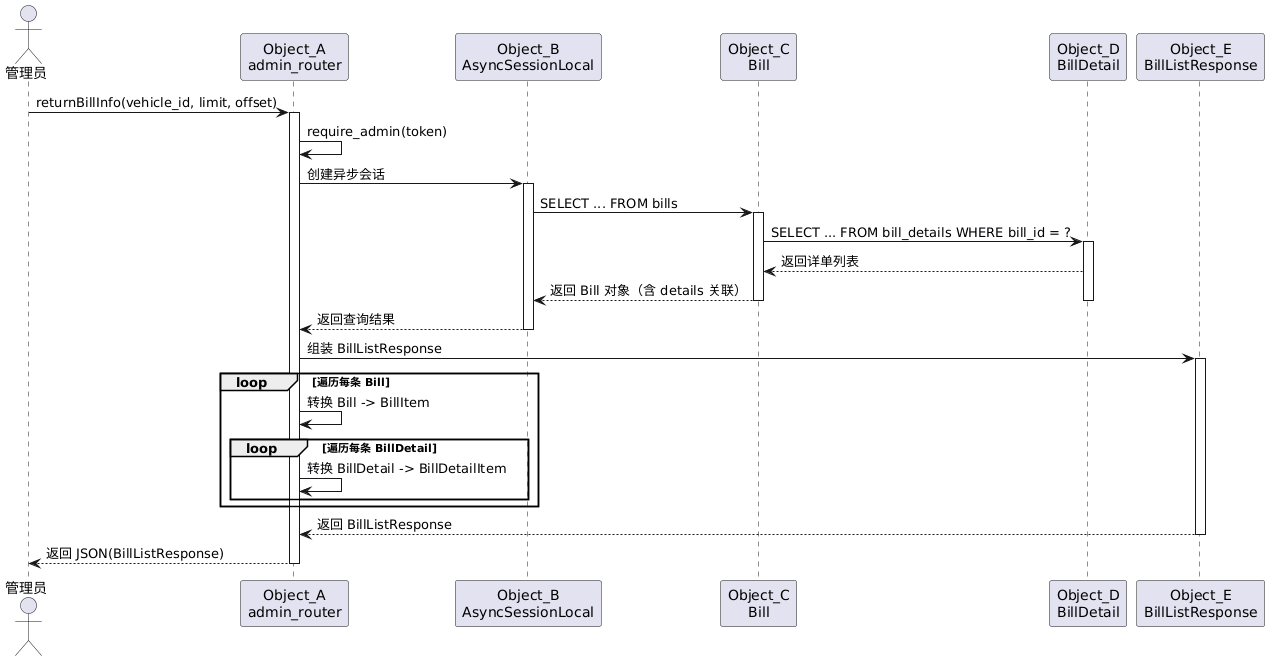 管理员
Object_A
admin_router
Object_B
AsyncSessionLocal
Object_C
Bill
Object_D
BillDetail
Object_E
BillListResponse
returnBillInfo(vehicle_id, limit, offset)
require_admin(token)
创建异步会话
SELECT ... FROM bills
SELECT ... FROM bill_details WHERE bill_id = ?
返回详单列表
返回 Bill 对象（含 details 关联）
返回查询结果
组装 BillListResponse
loop [遍历每条 Bill]
转换 Bill -> BillItem
loop [遍历每条 BillDetail]
转换 BillDetail -> BillDetailItem
返回 BillListResponse
返回 JSON(BillListResponse)
管理员
Object_A
admin_router
Object_B
AsyncSessionLocal
Object_C
Bill
Object_D
BillDetail
Object_E
BillListResponse